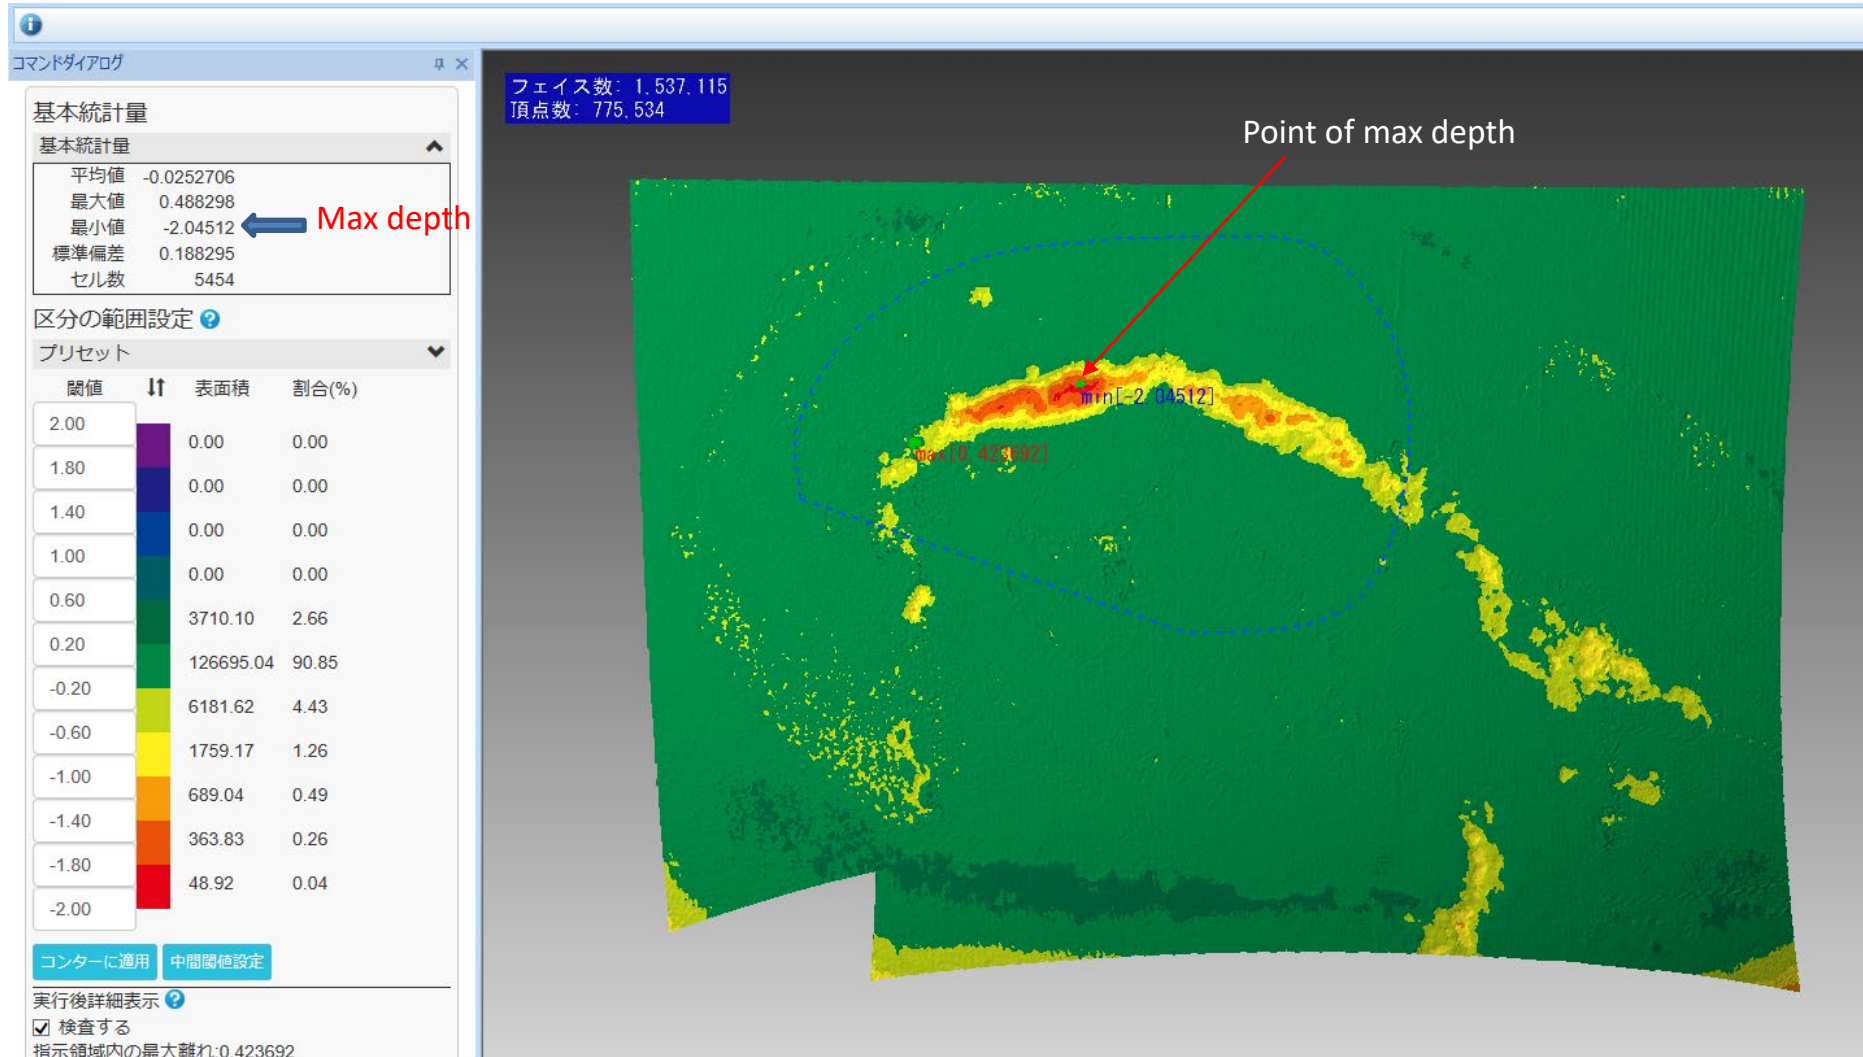 コマンドダイアログ
基本統計量
基本統計量
平均値 -0.0252706
最大値 0.488298
最小値 -2.04512
標準偏差 0.188295
セル数 5454
Max depth
区分の範囲設定
プリセット
閾値 表面積 割合(%)
2.00
0.00 0.00
1.80
0.00 0.00
1.40
0.00 0.00
1.00
0.00 0.00
0.60
3710.10 2.66
0.20
126695.04 90.85
-0.20
6181.62 4.43
-0.60
1759.17 1.26
-1.00
689.04 0.49
-1.40
363.83 0.26
-1.80
48.92 0.04
-2.00
コンターに適用 中間閾値設定
実行後詳細表示
検査する
指示領域内の最大離れ:0.423692
フェイス数: 1,537,115
頂点数: 775,534
Point of max depth
min[-2.04512]
max[0.423692]